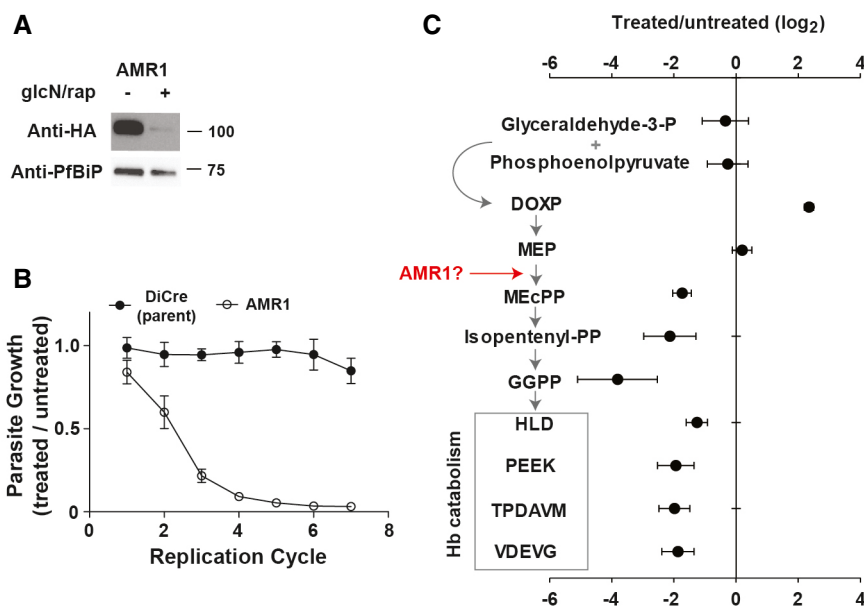 A
AMR1
glcN/rap - +
Anti-HA — 100
Anti-PfBiP — 75
B
DiCre
(parent)
AMR1
Parasite Growth
(treated / untreated)
1.0
0.5
0
0 2 4 6 8
Replication Cycle
C
Treated/untreated (log2)
-6 -4 -2 0 2 4
Glyceraldehyde-3-P
+
Phosphoenolpyruvate
DOXP
MEP
AMR1?
MEcPP
Isopentenyl-PP
GGPP
Hb catabolism
HLD
PEEK
TPDAVM
VDEVG
-6 -4 -2 0 2 4